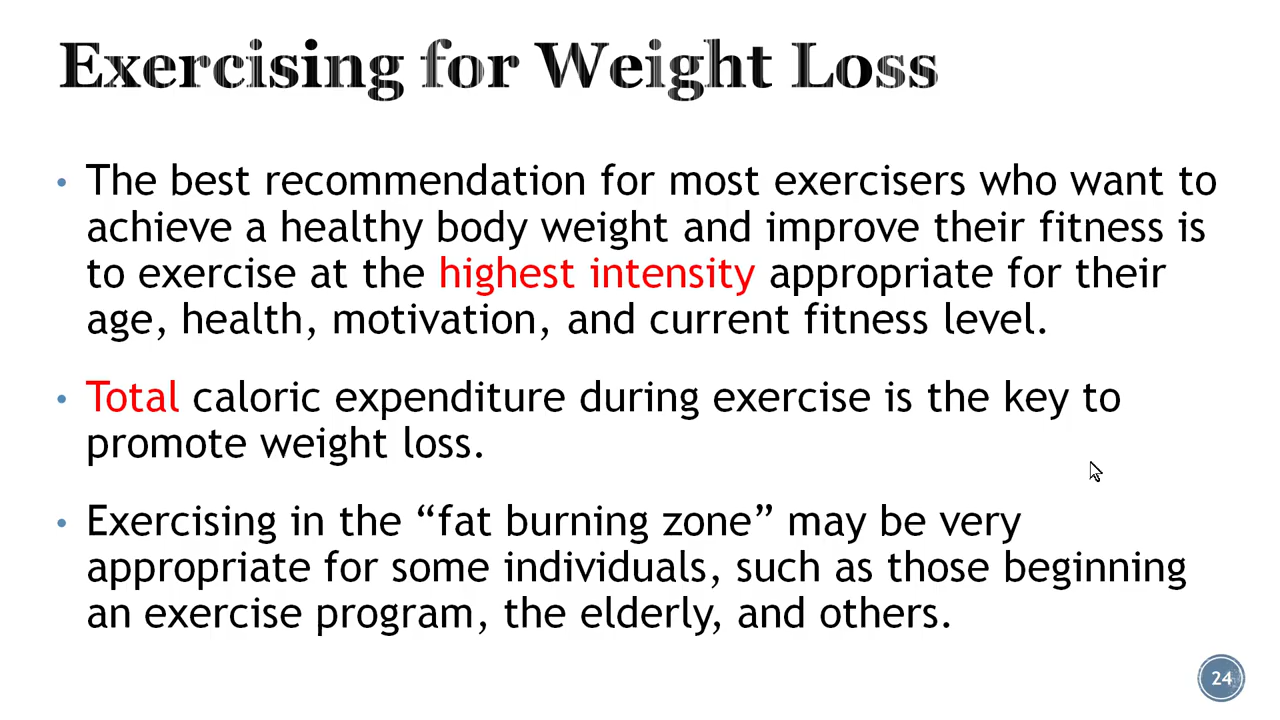 Exercising for Weight Loss
• The best recommendation for most exercisers who want to
achieve a healthy body weight and improve their fitness is
to exercise at the highest intensity appropriate for their
age, health, motivation, and current fitness level.
• Total caloric expenditure during exercise is the key to
promote weight loss.
• Exercising in the “fat burning zone” may be very
appropriate for some individuals, such as those beginning
an exercise program, the elderly, and others.
24